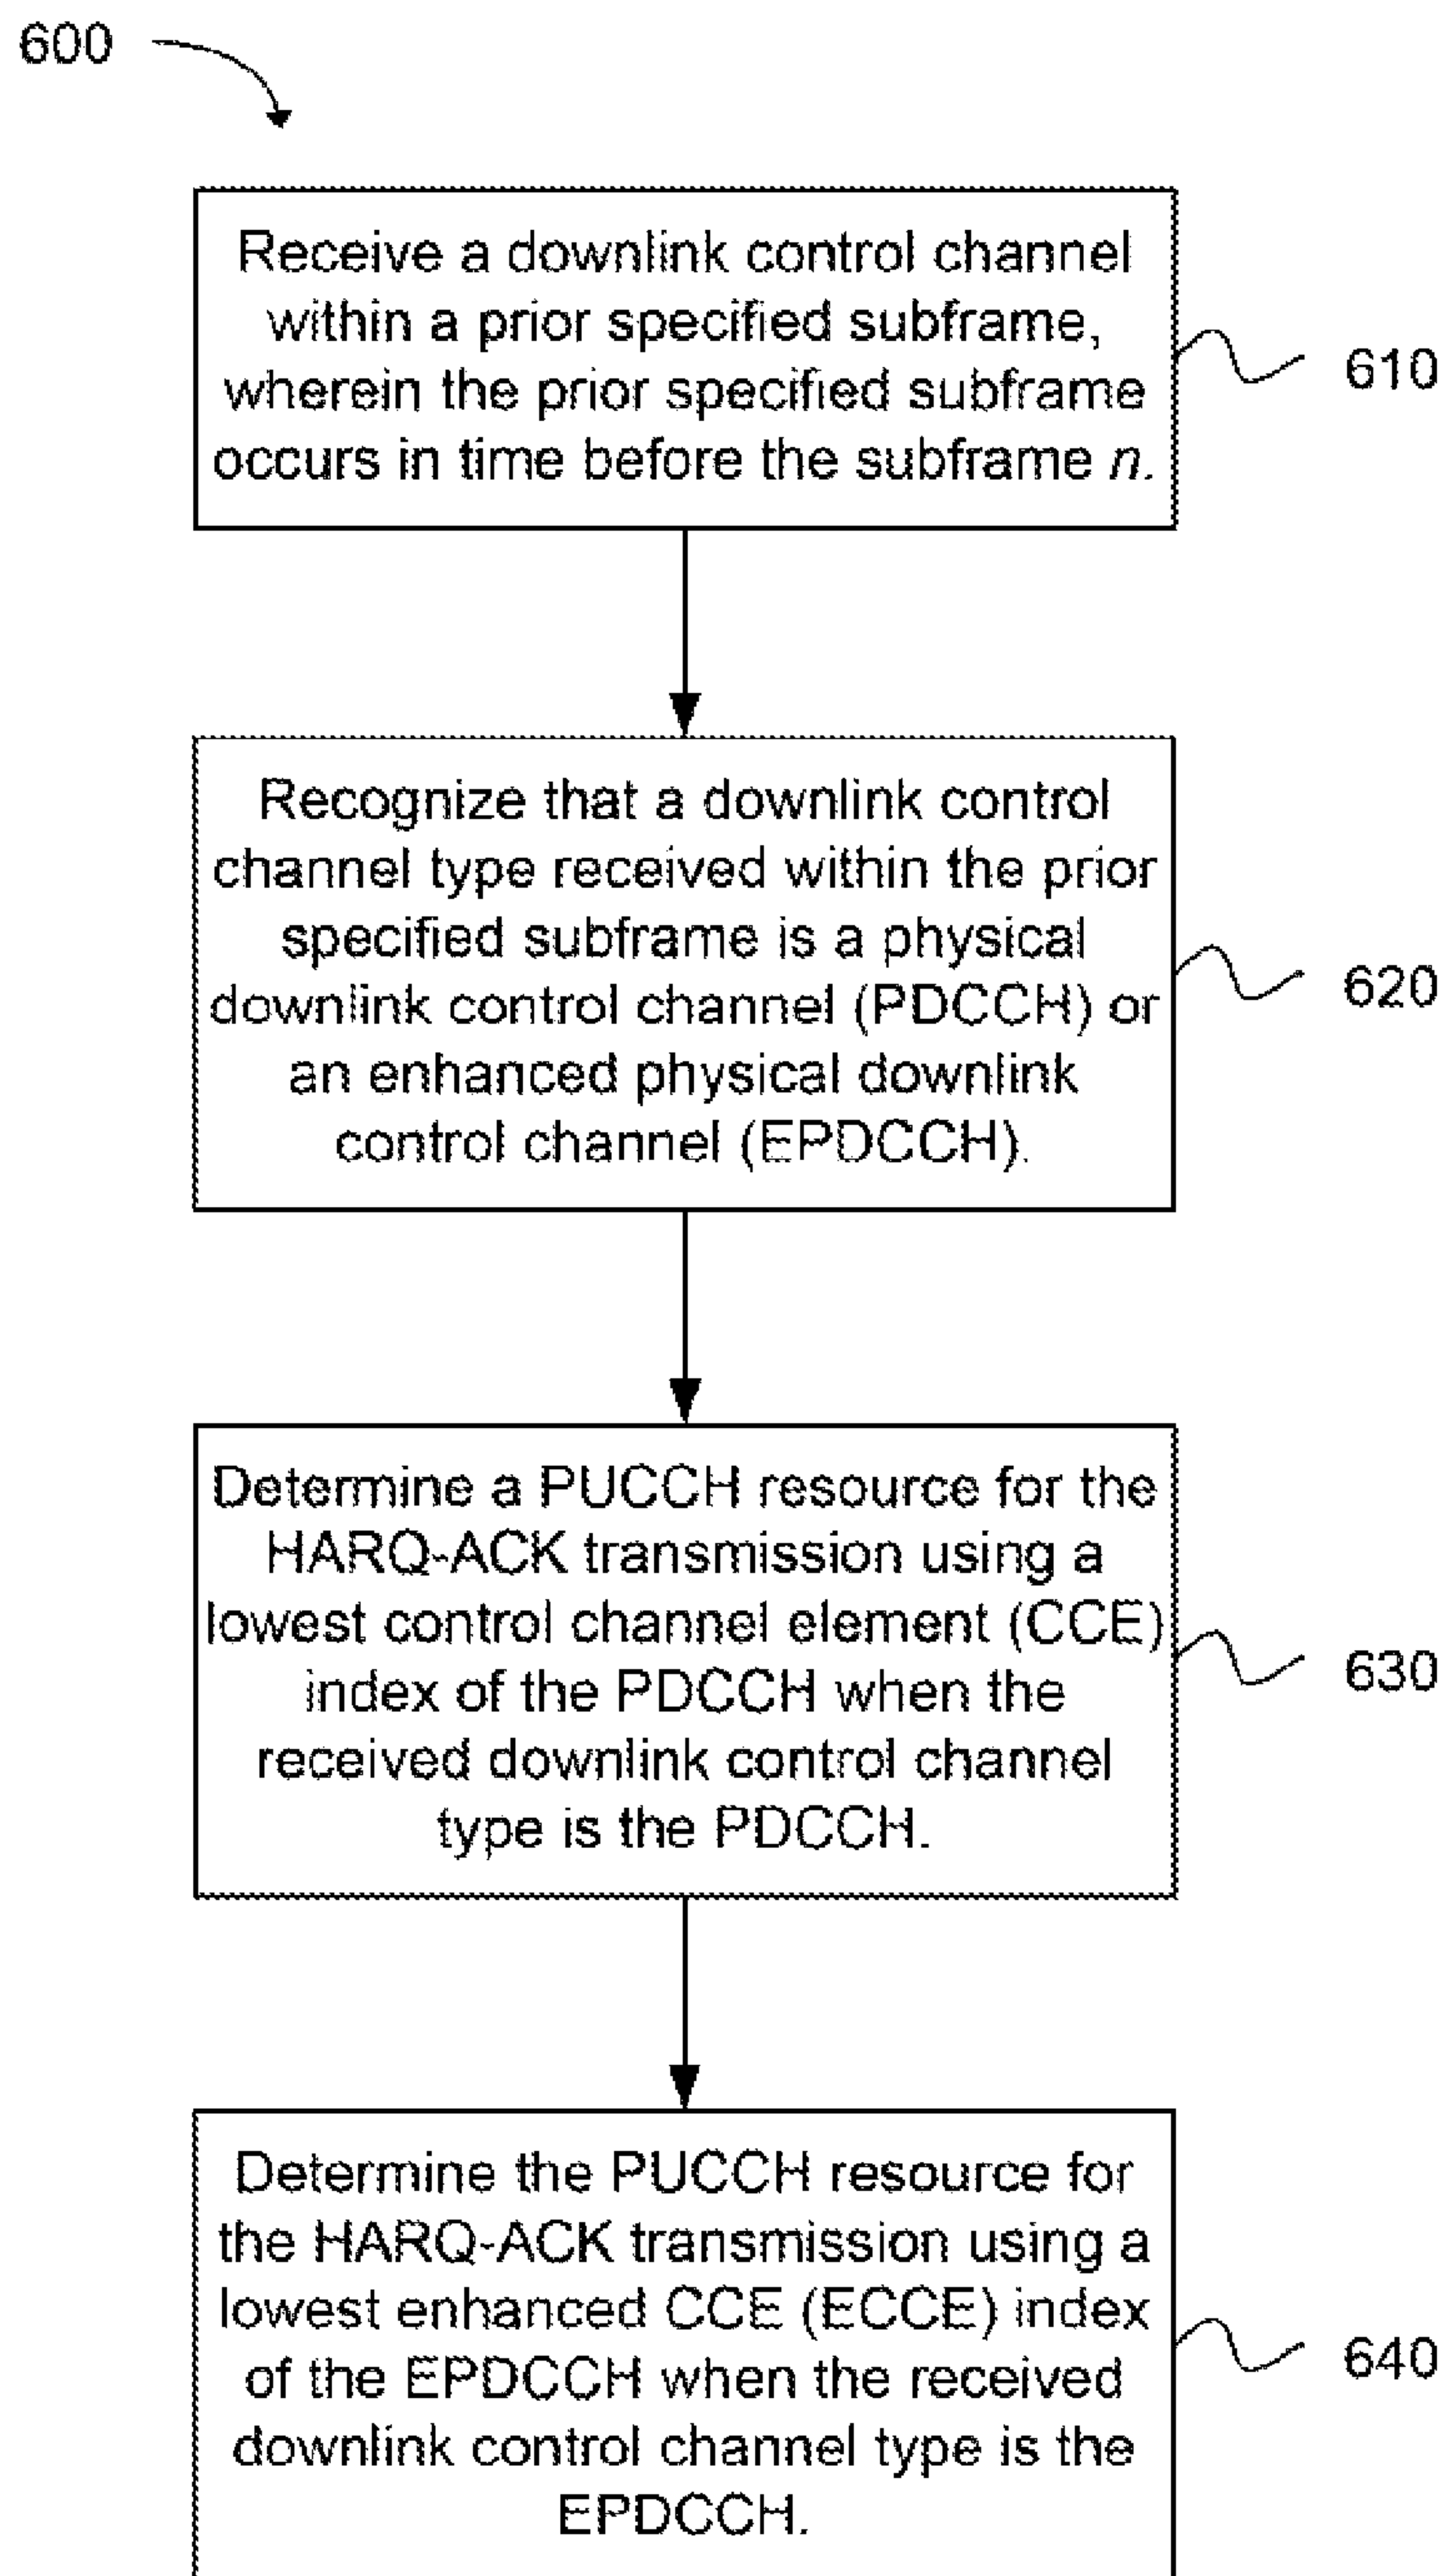 600
Receive a downlink control channel
within a prior specified subframe,
wherein the prior specified subframe
occurs in time before the subframe n.
610
Recognize that a downlink control
channel type received within the prior
specified subframe is a physical
downlink control channel (PDCCH) or
an enhanced physical downlink
control channel (EPDCCH).
620
Determine a PUCCH resource for the
HARQ-ACK transmission using a
lowest control channel element (CCE)
index of the PDCCH when the
received downlink control channel
type is the PDCCH.
630
Determine the PUCCH resource for
the HARQ-ACK transmission using a
lowest enhanced CCE (ECCE) index
of the EPDCCH when the received
downlink control channel type is the
EPDCCH.
640